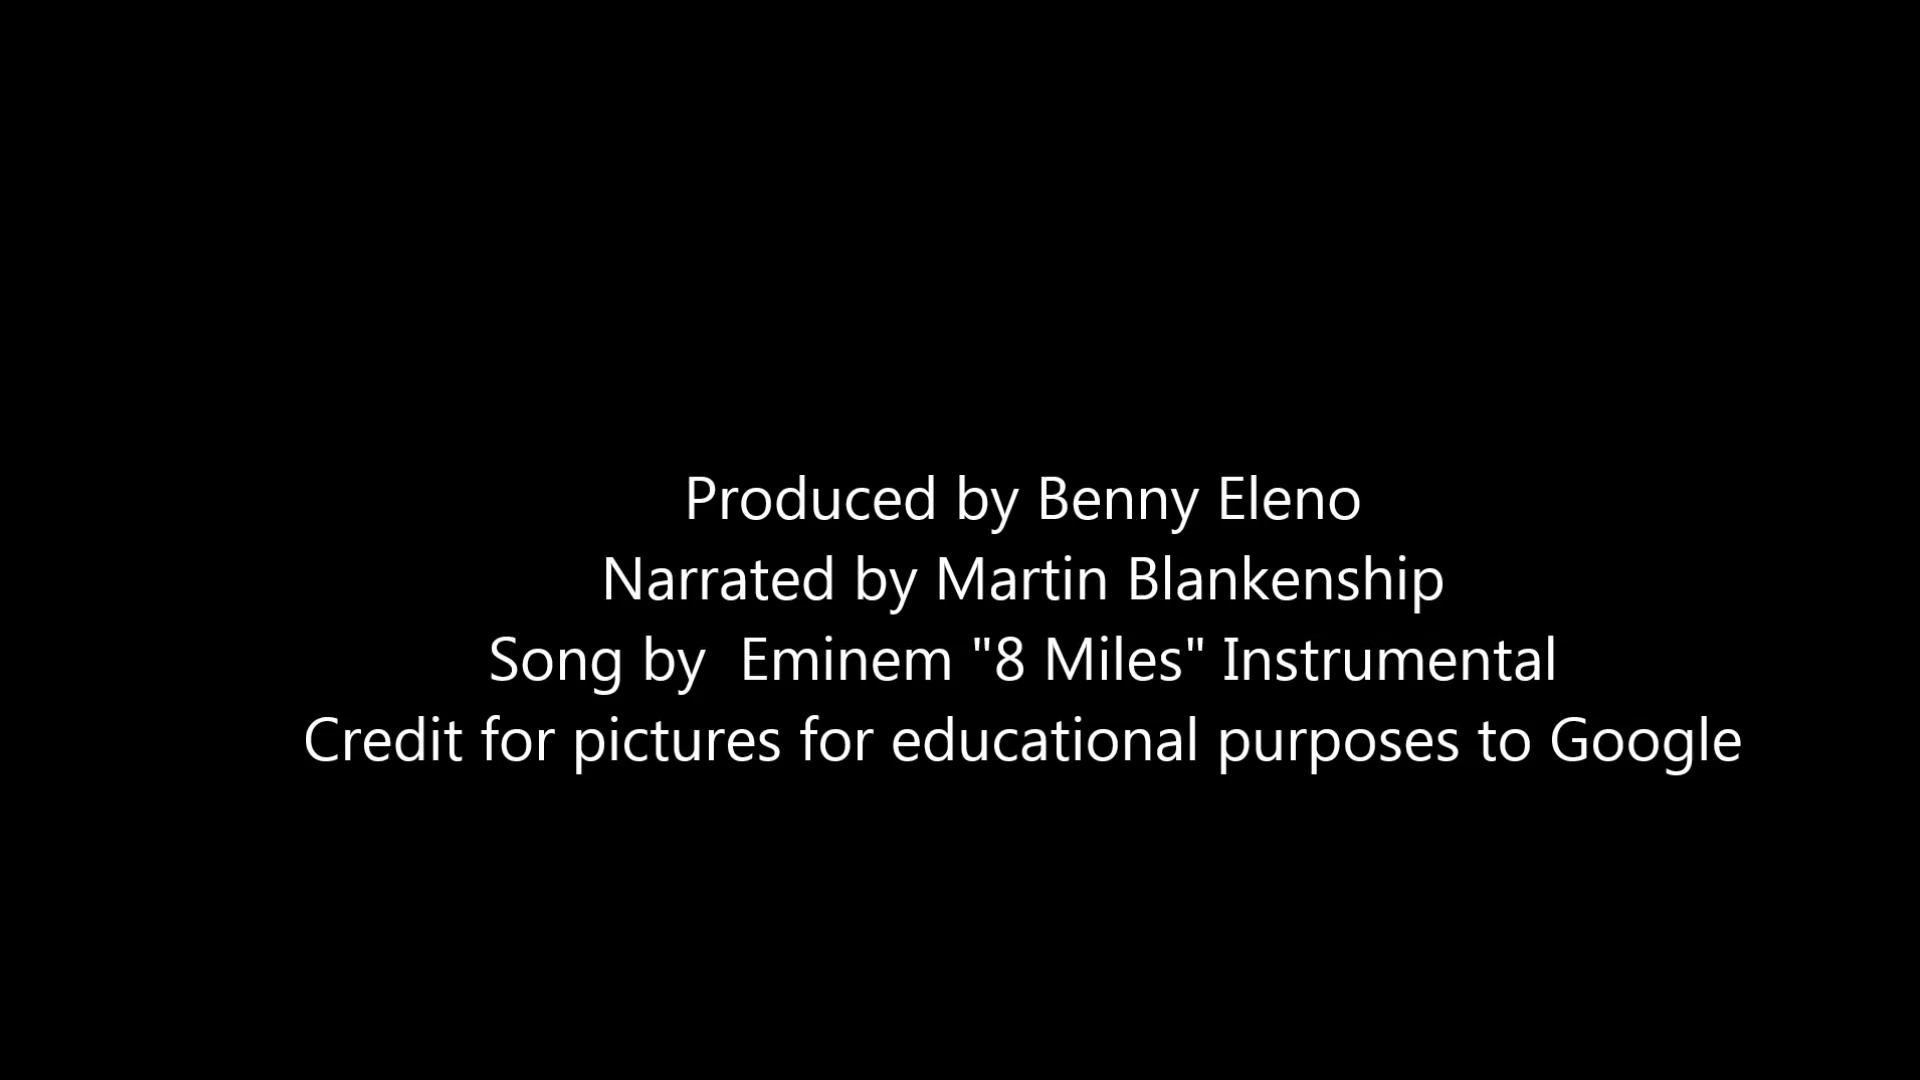 Produced by Benny Eleno
Narrated by Martin Blankenship
Song by  Eminem "8 Miles" Instrumental
Credit for pictures for educational purposes to Google